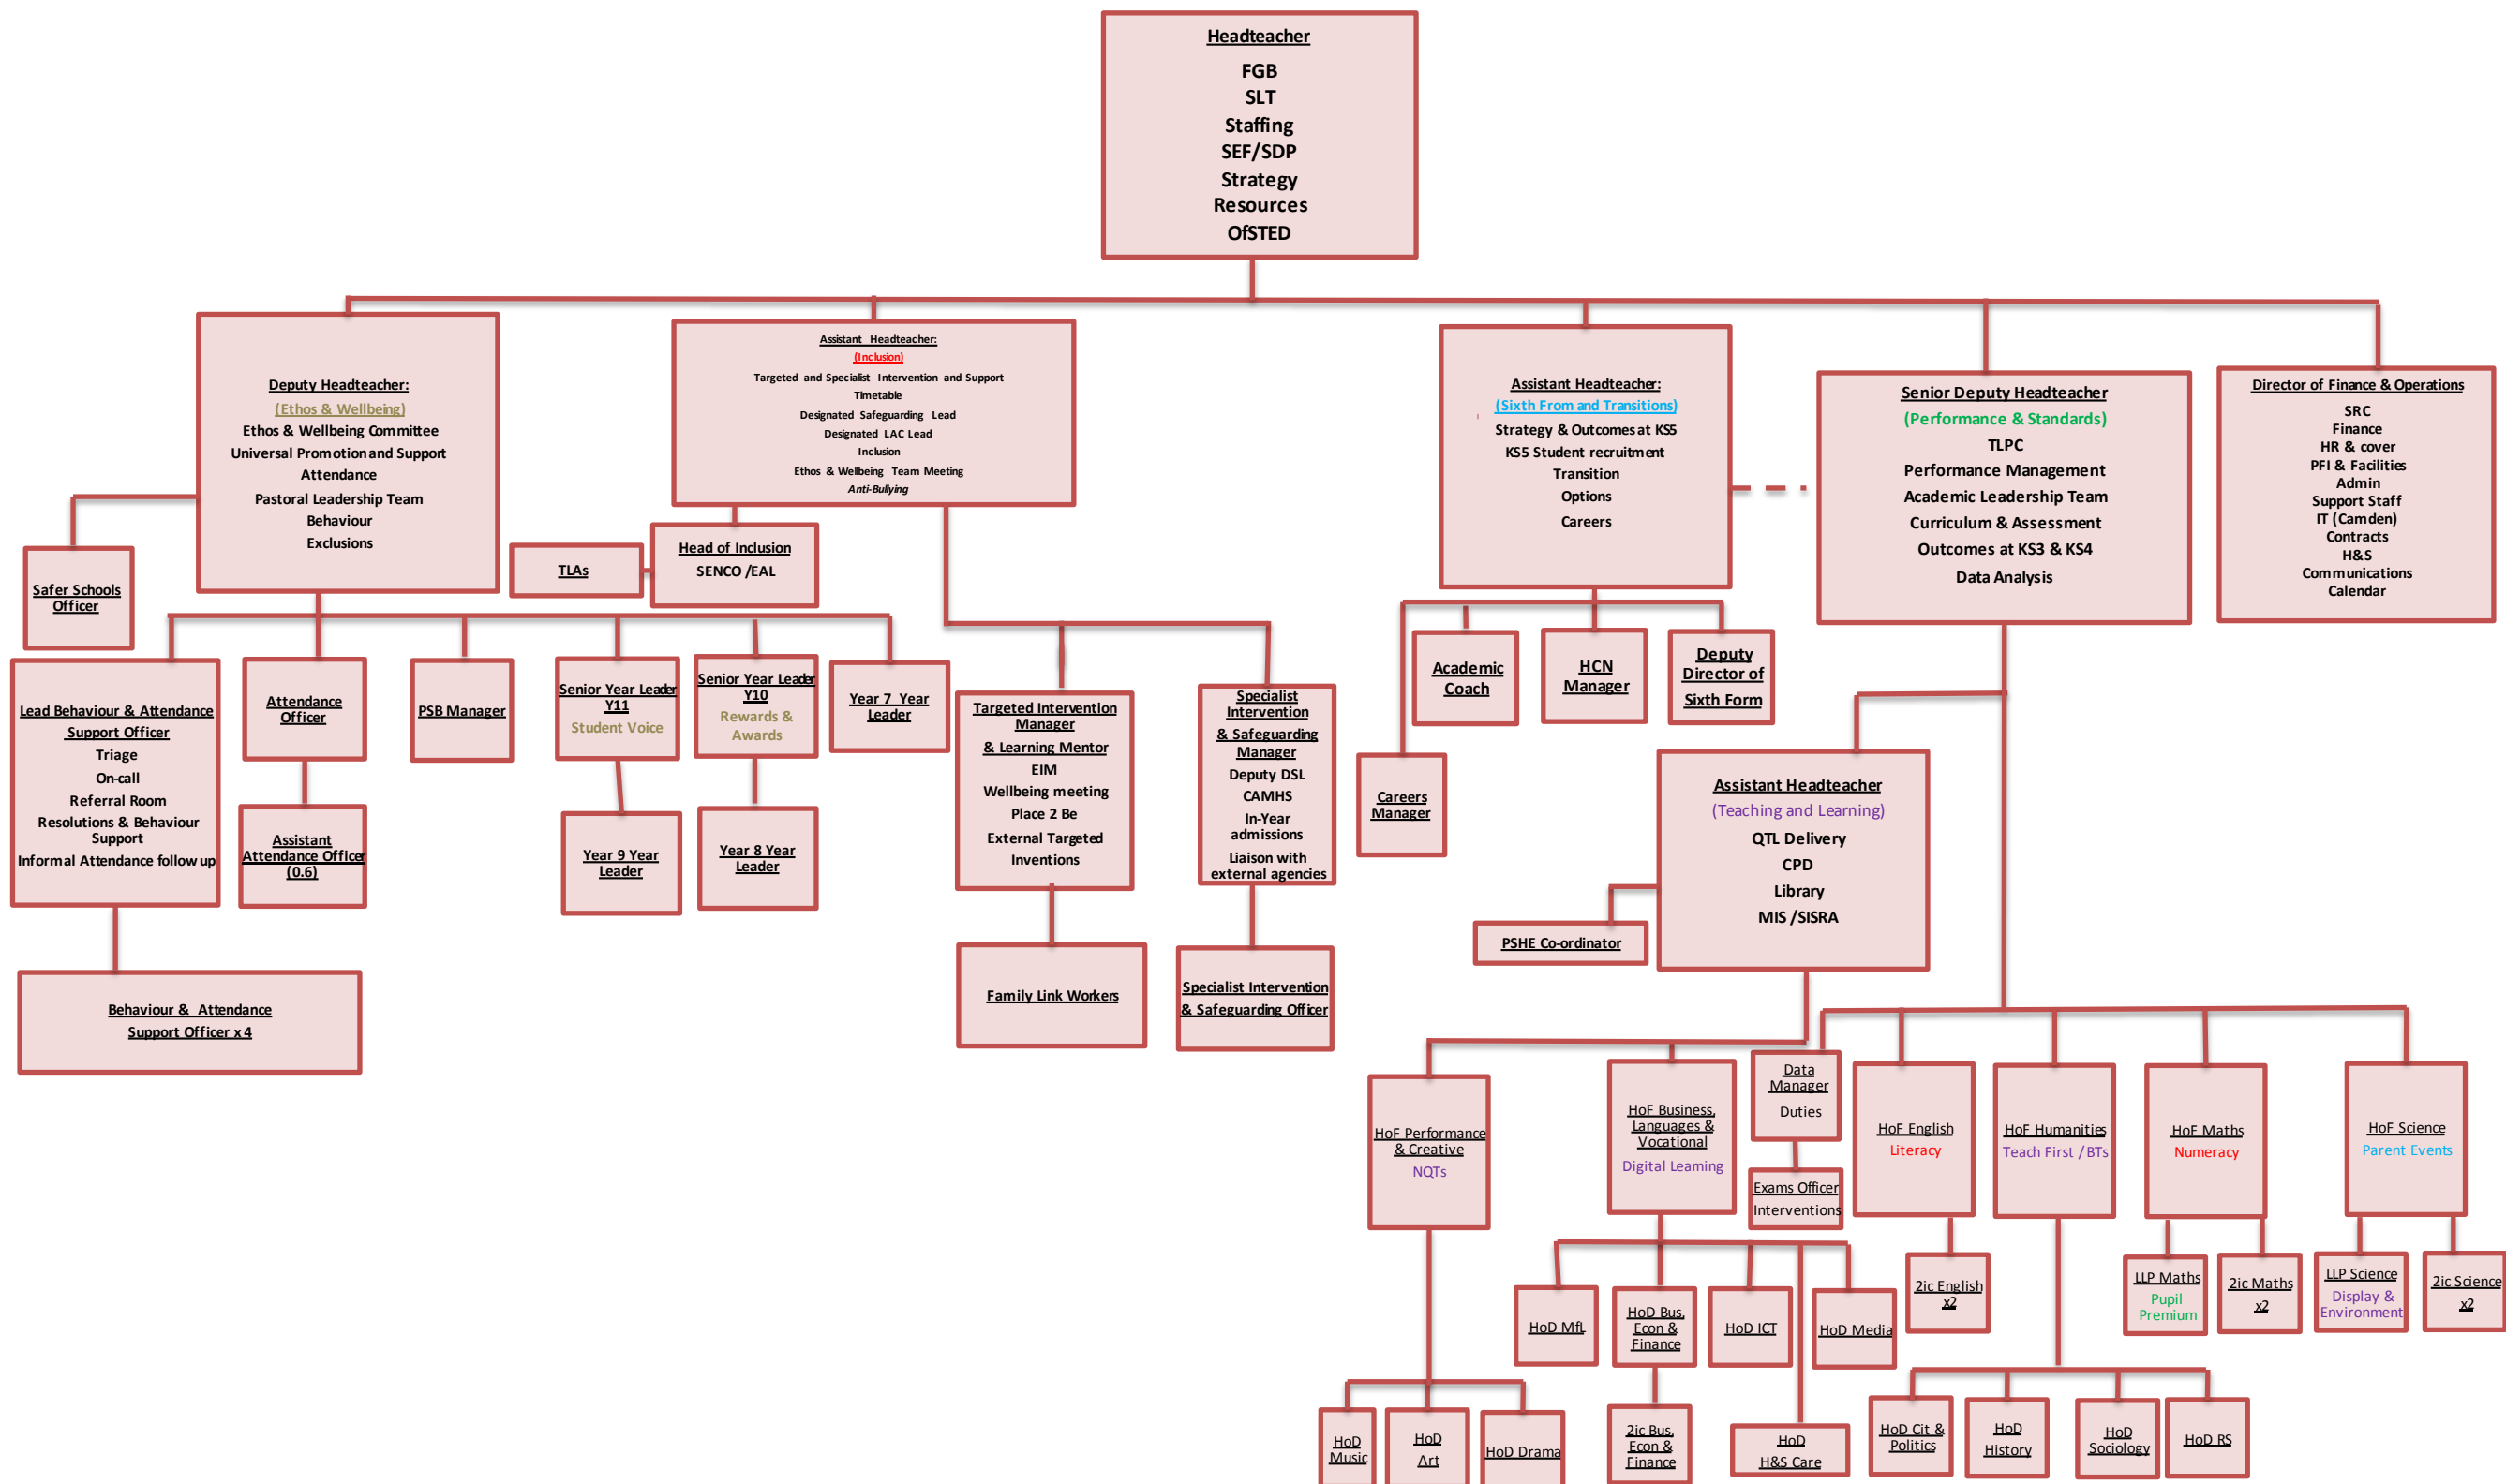 Headteacher
FGB
SLT
Staffing
SEF/SDP
Strategy
Resources
OfSTED
Deputy Headteacher:
(Ethos & Wellbeing)
Ethos & Wellbeing Committee
Universal Promotion and Support
Attendance
Pastoral Leadership Team
Behaviour
Exclusions
Assistant Headteacher:
(Inclusion)
Targeted and Specialist Intervention and Support
Timetable
Designated Safeguarding Lead
Designated LAC Lead
Inclusion
Ethos & Wellbeing Team Meeting
Anti-Bullying
Assistant Headteacher:
(Sixth From and Transitions)
Strategy & Outcomes at KS5
KS5 Student recruitment
Transition
Options
Careers
Senior Deputy Headteacher
(Performance & Standards)
TLPC
Performance Management
Academic Leadership Team
Curriculum & Assessment
Outcomes at KS3 & KS4
Data Analysis
Director of Finance & Operations
SRC
Finance
HR & cover
PFI & Facilities
Admin
Support Staff
IT (Camden)
Contracts
H&S
Communications
Calendar
Safer Schools
Officer
TLAs
Head of Inclusion
SENCO /EAL
Lead Behaviour & Attendance
Support Officer
Triage
On-call
Referral Room
Resolutions & Behaviour
Support
Informal Attendance follow up
Attendance
Officer
PSB Manager
Senior Year Leader
Y11
Student Voice
Senior Year Leader
Y10
Rewards &
Awards
Year 7 Year
Leader
Targeted Intervention
Manager
& Learning Mentor
EIM
Wellbeing meeting
Place 2 Be
External Targeted
Inventions
Specialist
Intervention
& Safeguarding
Manager
Deputy DSL
CAMHS
In-Year
admissions
Liaison with
external agencies
Academic
Coach
HCN
Manager
Deputy
Director of
Sixth Form
Careers
Manager
Assistant Headteacher
(Teaching and Learning)
QTL Delivery
CPD
Library
MIS /SISRA
PSHE Co-ordinator
Assistant
Attendance Officer
(0.6)
Year 9 Year
Leader
Year 8 Year
Leader
Behaviour & Attendance
Support Officer x 4
Family Link Workers
Specialist Intervention
& Safeguarding Officer
HoF Performance
& Creative
NQTs
HoF Business,
Languages &
Vocational
Digital Learning
Data
Manager
Duties
Exams Officer
Interventions
HoF English
Literacy
HoF Humanities
Teach First / BTs
HoF Maths
Numeracy
HoF Science
Parent Events
2ic English
x2
LLP Maths
Pupil
Premium
2ic Maths
x2
LLP Science
Display &
Environment
2ic Science
x2
HoD MfL
HoD Bus,
Econ &
Finance
HoD ICT
HoD Media
HoD
Music
HoD
Art
HoD Drama
2ic Bus,
Econ &
Finance
HoD
H&S Care
HoD Cit &
Politics
HoD
History
HoD
Sociology
HoD RS